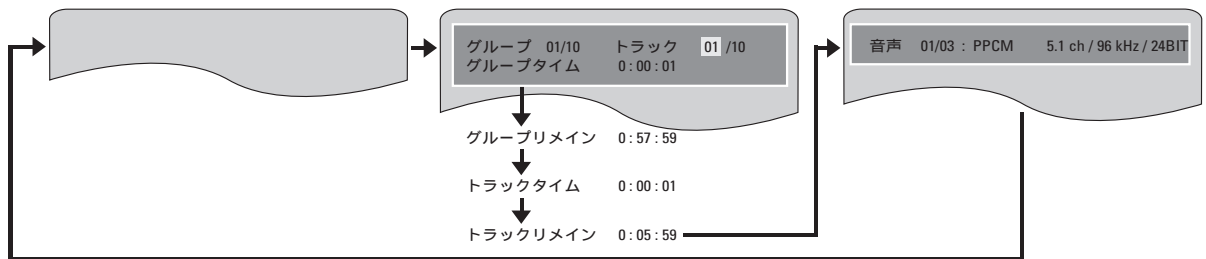 グループ 01/10 トラック 01 /10
グループタイム 0:00:01
グループリメイン 0:57:59
トラックタイム 0:00:01
トラックリメイン 0:05:59
音声 01/03 : PPCM 5.1 ch / 96 kHz / 24BIT